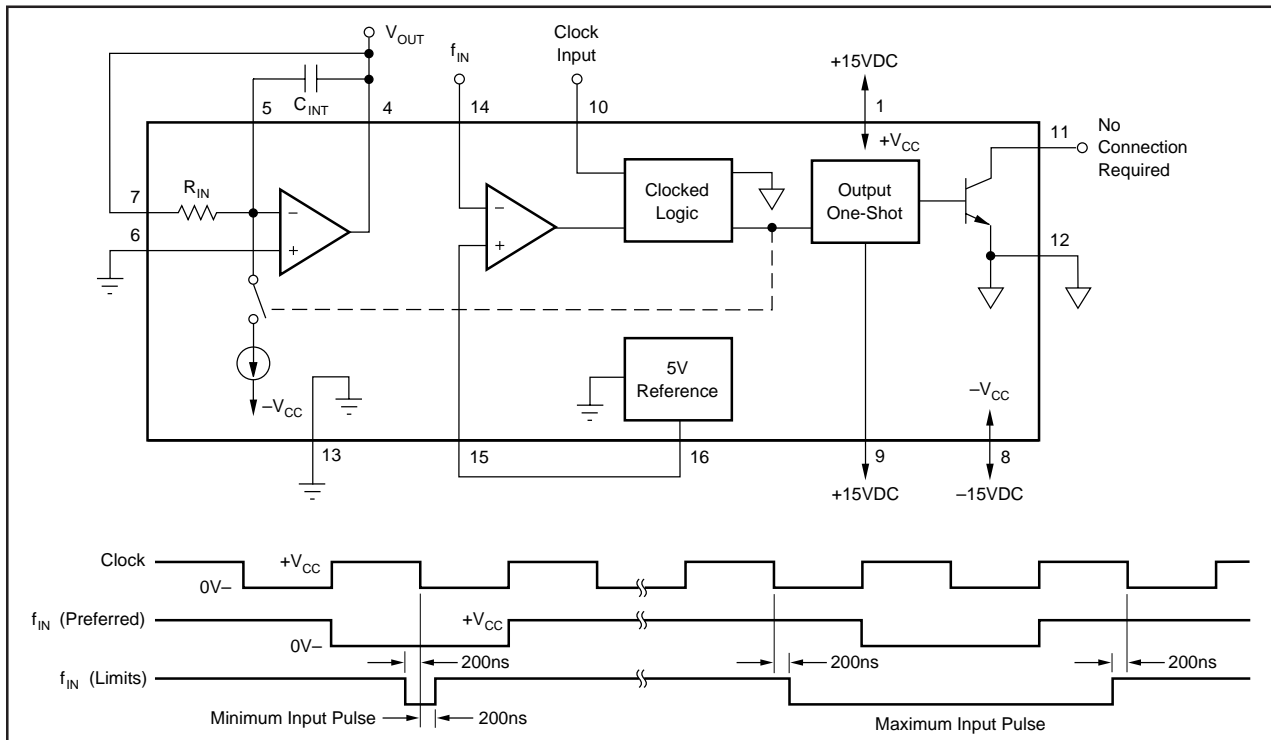 V_OUT
f_IN
Clock
Input
+15VDC
C_INT
5
4
14
10
1
11
No
Connection
Required
+V_CC
7
R_IN
–
+
6
–
+
Clocked
Logic
Output
One-Shot
12
5V
Reference
–V_CC
–V_CC
13
15
16
9
8
+15VDC
–15VDC
Clock
+V_CC
0V–
f_IN (Preferred)
+V_CC
0V–
200ns
200ns
200ns
f_IN (Limits)
Minimum Input Pulse
200ns
Maximum Input Pulse